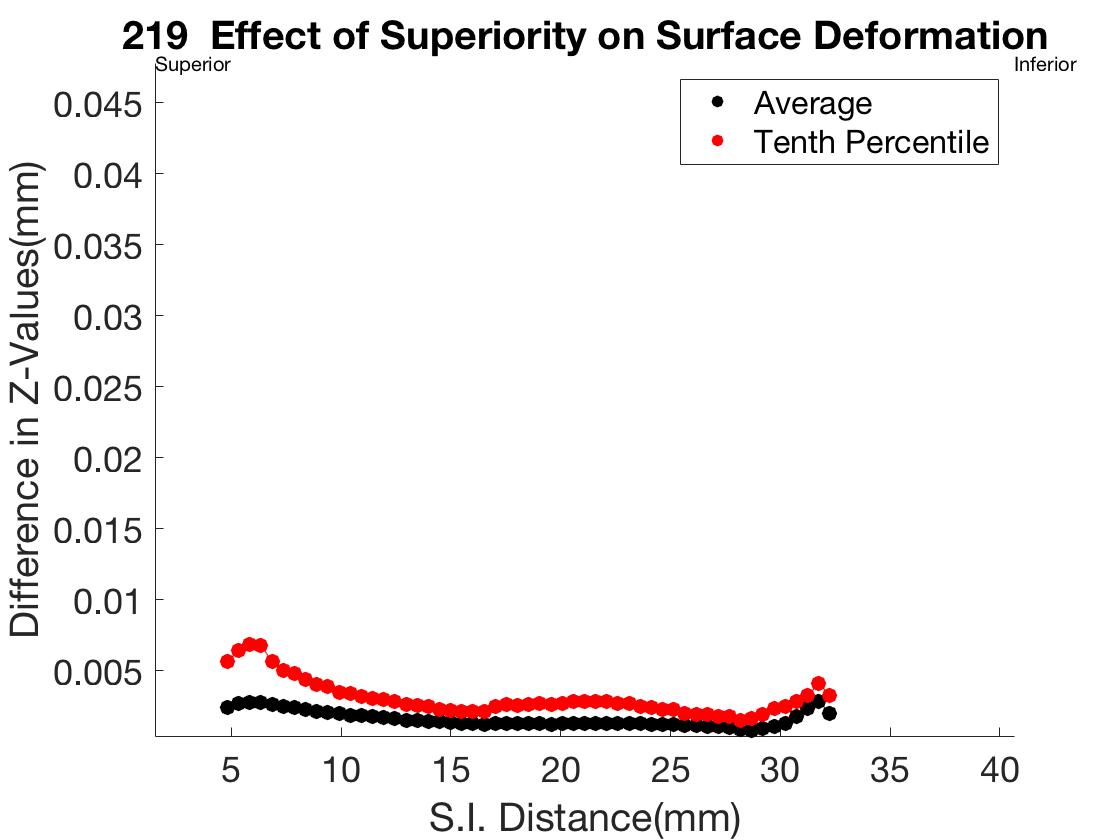 219  Effect of Superiority on Surface Deformation
Superior
Inferior
Average
Tenth Percentile
0.045
0.04
0.035
0.03
0.025
0.02
0.015
0.01
0.005
Difference in Z-Values(mm)
5 10 15 20 25 30 35 40
S.I. Distance(mm)